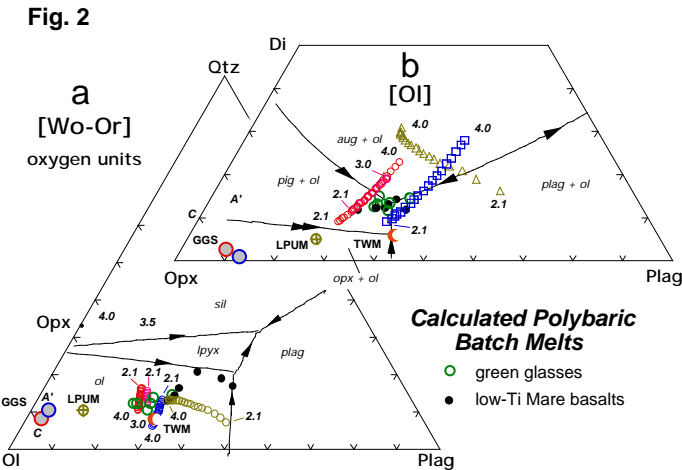 Fig. 2
a
[Wo-Or]
oxygen units
Qtz
Opx
4.0
3.5
sil
lpyx
plag
ol
2.1
2.1
2.1
GGS
A'
C
LPUM
4.0
3.0
4.0
4.0
TWM
2.1
Ol
Plag
b
[Ol]
Di
aug + ol
4.0
4.0
4.0
3.0
pig + ol
plag + ol
2.1
A'
C
2.1
2.1
GGS
LPUM
TWM
Opx
opx + ol
Plag
Calculated Polybaric
Batch Melts
green glasses
low-Ti Mare basalts